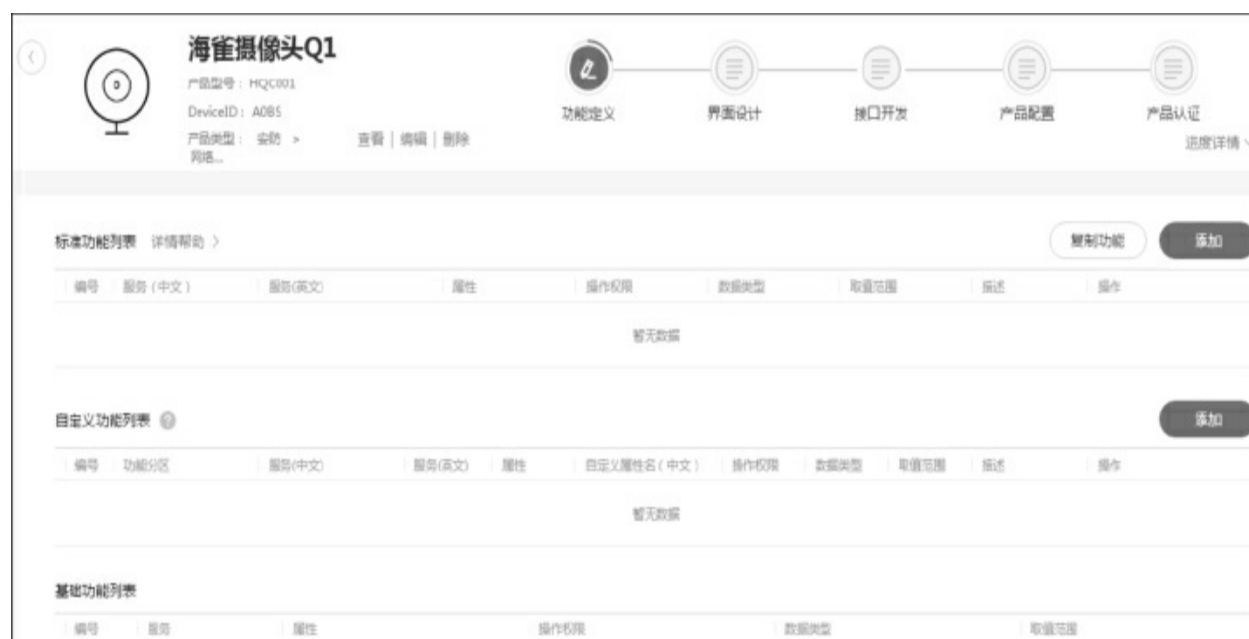 海雀摄像头Q1
产品型号： HQC001
DeviceID： A0BS
产品类型： 安防 >
网络...
查看 | 编辑 | 删除
功能定义 界面设计 接口开发 产品配置 产品认证
进度详情
标准功能列表 详情帮助 >
复制功能 添加
编号 服务（中文） 服务(英文) 属性 操作权限 数据类型 取值范围 描述 操作
暂无数据
自定义功能列表 ?
添加
编号 功能分区 服务(中文) 服务(英文) 属性 自定义属性名（中文） 操作权限 数据类型 取值范围 描述 操作
暂无数据
基础功能列表
编号 服务 属性 操作权限 数据类型 取值范围